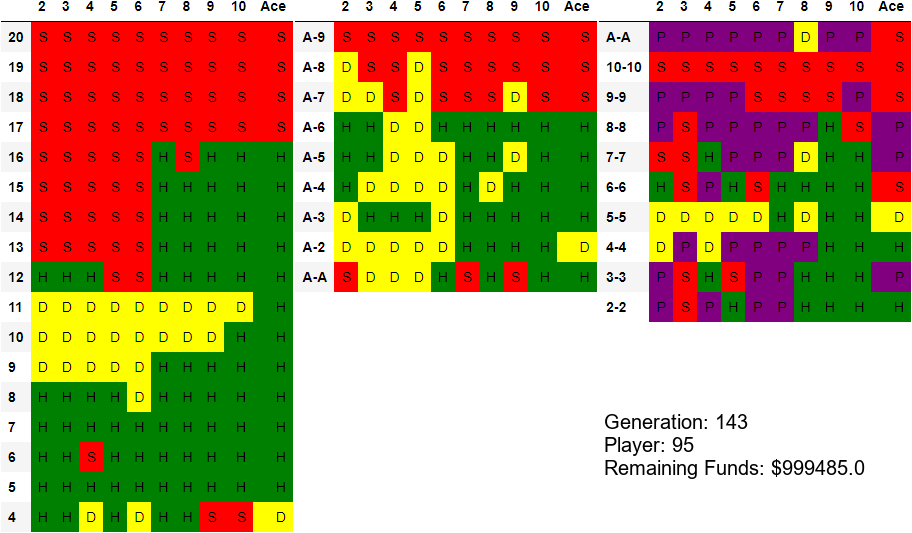 2 3 4 5 6 7 8 9 10 Ace
20 S S S S S S S S S S
19 S S S S S S S S S S
18 S S S S S S S S S S
17 S S S S S S S S S S
16 S S S S S H S H H H
15 S S S S S H H H H H
14 S S S S S H H H H H
13 S S S S S H H H H H
12 H H H S S H H H H H
11 D D D D D D D D D H
10 D D D D D D D D H H
9 D D D D D H H H H H
8 H H H H D H H H H H
7 H H H H H H H H H H
6 H H S H H H H H H H
5 H H H H H H H H H H
4 H H D H D H H S S D
2 3 4 5 6 7 8 9 10 Ace
A-9 S S S S S S S S S S
A-8 D S S D S S S S S S
A-7 D D S D S S S D S S
A-6 H H D D H H H H H H
A-5 H H D D D H H D H H
A-4 H D D D D H D H H H
A-3 D H H H D H H H H H
A-2 D D D D D H H H H D
A-A S D D D H S H S H H
2 3 4 5 6 7 8 9 10 Ace
A-A P P P P P P D P P S
10-10 S S S S S S S S S S
9-9 P P P P S S S S P S
8-8 P S P P P P P H S P
7-7 S S H P P P D H H P
6-6 H S P H S H H H H S
5-5 D D D D D H D H H D
4-4 D P D P P P P H H H
3-3 P S H S P P H H H P
2-2 P S P H P P H H H H
Generation: 143
Player: 95
Remaining Funds: $999485.0